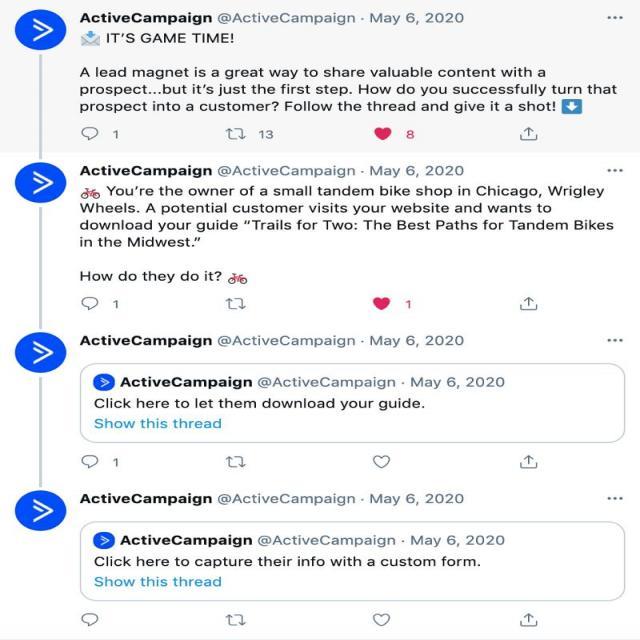 ActiveCampaign @ActiveCampaign · May 6, 2020
📩 IT'S GAME TIME!
A lead magnet is a great way to share valuable content with a
prospect...but it's just the first step. How do you successfully turn that
prospect into a customer? Follow the thread and give it a shot! ⬇️
1 13 8
ActiveCampaign @ActiveCampaign · May 6, 2020
🚲 You're the owner of a small tandem bike shop in Chicago, Wrigley
Wheels. A potential customer visits your website and wants to
download your guide “Trails for Two: The Best Paths for Tandem Bikes
in the Midwest.”
How do they do it? 🚲
1 1
ActiveCampaign @ActiveCampaign · May 6, 2020
ActiveCampaign @ActiveCampaign · May 6, 2020
Click here to let them download your guide.
Show this thread
1
ActiveCampaign @ActiveCampaign · May 6, 2020
ActiveCampaign @ActiveCampaign · May 6, 2020
Click here to capture their info with a custom form.
Show this thread